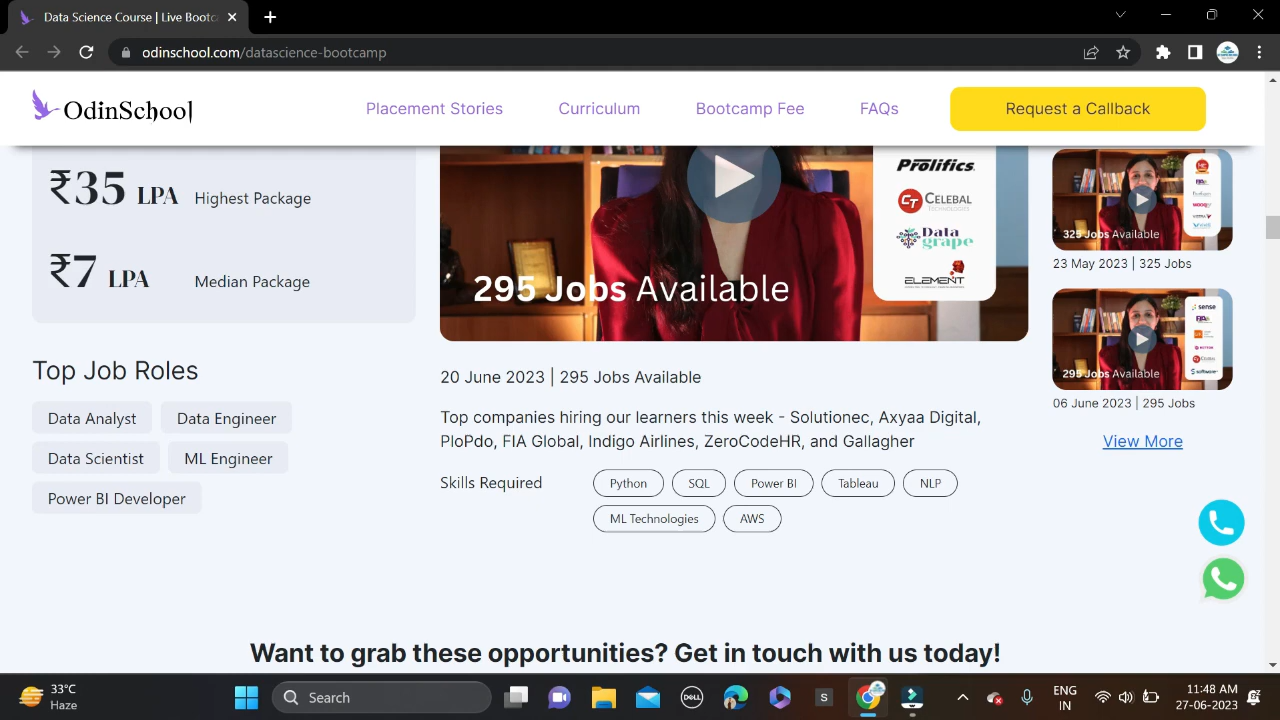 Data Science Course | Live Bootc
odinschool.com/datascience-bootcamp
OdinSchool
Placement Stories
Curriculum
Bootcamp Fee
FAQs
Request a Callback
₹35 LPA Highest Package
₹7 LPA Median Package
Top Job Roles
Data Analyst
Data Engineer
Data Scientist
ML Engineer
Power BI Developer
Prolifics.
CT CELEBAL
TECHNOLOGIES
Data
grape
ELEMENT
295 Jobs Available
20 June 2023 | 295 Jobs Available
Top companies hiring our learners this week - Solutionec, Axyaa Digital,
PloPdo, FIA Global, Indigo Airlines, ZeroCodeHR, and Gallagher
Skills Required
Python
SQL
Power BI
Tableau
NLP
ML Technologies
AWS
325 Jobs Available
23 May 2023 | 325 Jobs
sense
295 Jobs Available
06 June 2023 | 295 Jobs
View More
Want to grab these opportunities? Get in touch with us today!
33°C
Haze
Search
DELL
S
ENG
IN
11:48 AM
27-06-2023